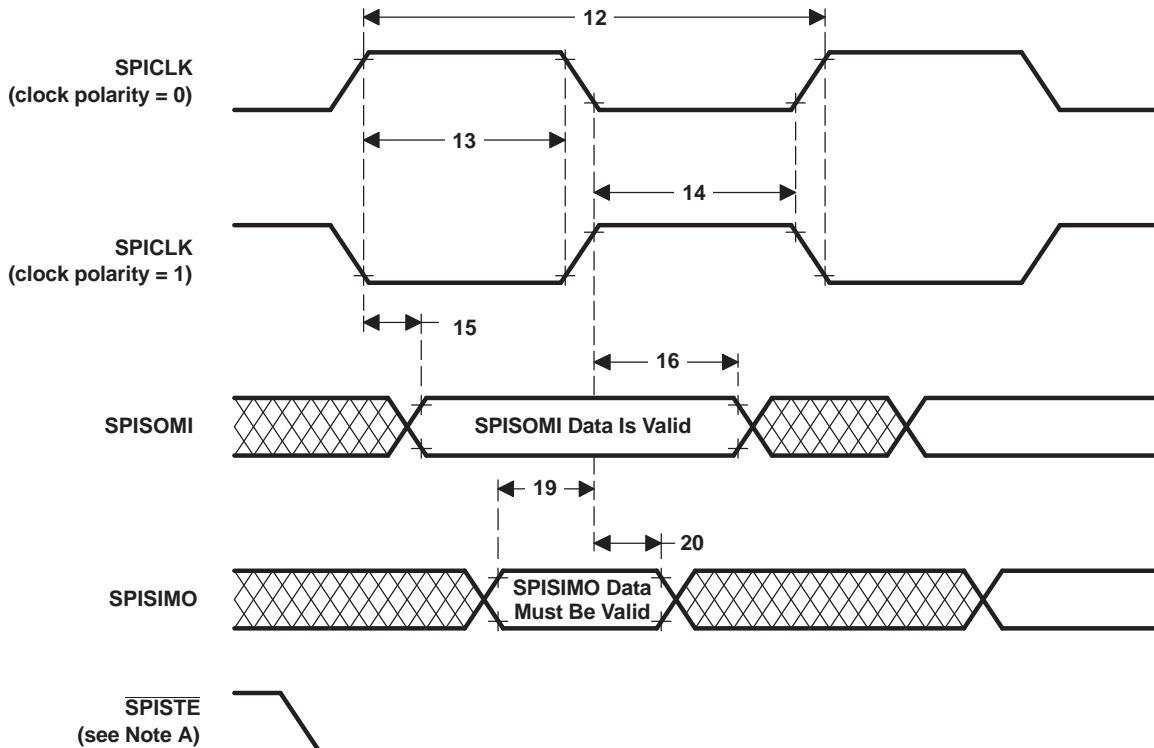 12
SPICLK
(clock polarity = 0)
13
14
SPICLK
(clock polarity = 1)
15
16
SPISOMI
SPISOMI Data Is Valid
19
20
SPISIMO
SPISIMO Data
Must Be Valid
SPISTE
(see Note A)